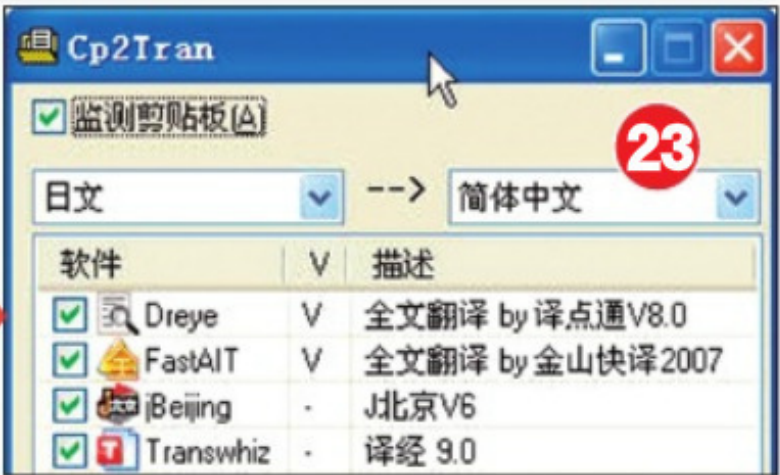 Cp2Tran
监测剪贴板(A)
23
日文 --> 简体中文
软件 V 描述
Dreye V 全文翻译 by 译点通V8.0
FastAIT V 全文翻译 by 金山快译2007
jBeijing - J北京V6
Transwhiz - 译经 9.0